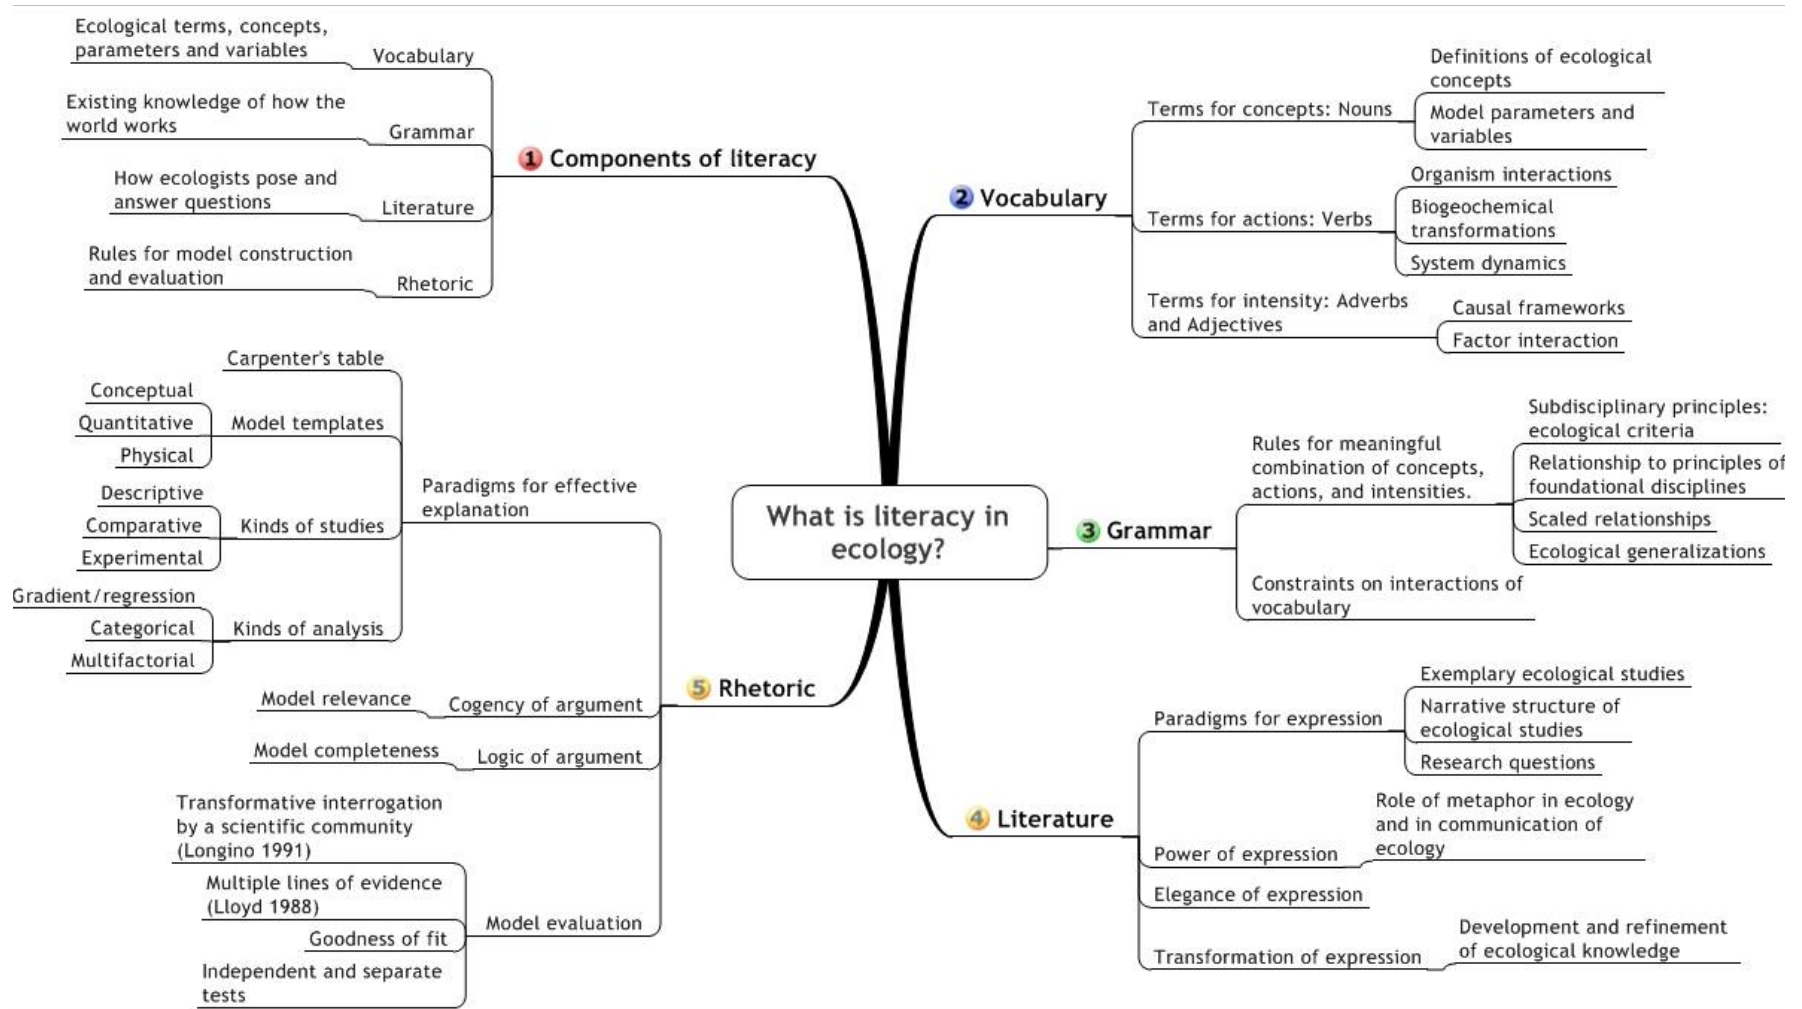 What is literacy in
ecology?
1 Components of literacy
Vocabulary
Ecological terms, concepts,
parameters and variables
Grammar
Existing knowledge of how the
world works
Literature
How ecologists pose and
answer questions
Rhetoric
Rules for model construction
and evaluation
2 Vocabulary
Terms for concepts: Nouns
Definitions of ecological
concepts
Model parameters and
variables
Terms for actions: Verbs
Organism interactions
Biogeochemical
transformations
System dynamics
Terms for intensity: Adverbs
and Adjectives
Causal frameworks
Factor interaction
3 Grammar
Rules for meaningful
combination of concepts,
actions, and intensities.
Subdisciplinary principles:
ecological criteria
Relationship to principles of
foundational disciplines
Scaled relationships
Ecological generalizations
Constraints on interactions of
vocabulary
4 Literature
Paradigms for expression
Exemplary ecological studies
Narrative structure of
ecological studies
Research questions
Power of expression
Role of metaphor in ecology
and in communication of
ecology
Elegance of expression
Transformation of expression
Development and refinement
of ecological knowledge
5 Rhetoric
Paradigms for effective
explanation
Carpenter's table
Model templates
Conceptual
Quantitative
Physical
Kinds of studies
Descriptive
Comparative
Experimental
Kinds of analysis
Gradient/regression
Categorical
Multifactorial
Cogency of argument
Model relevance
Logic of argument
Model completeness
Model evaluation
Transformative interrogation
by a scientific community
(Longino 1991)
Multiple lines of evidence
(Lloyd 1988)
Goodness of fit
Independent and separate
tests